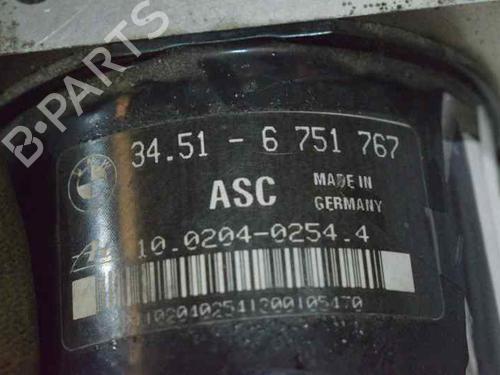 B-PARTS
34.51 - 6 751 767
ASC
MADE IN
GERMANY
10.0204-0254.4